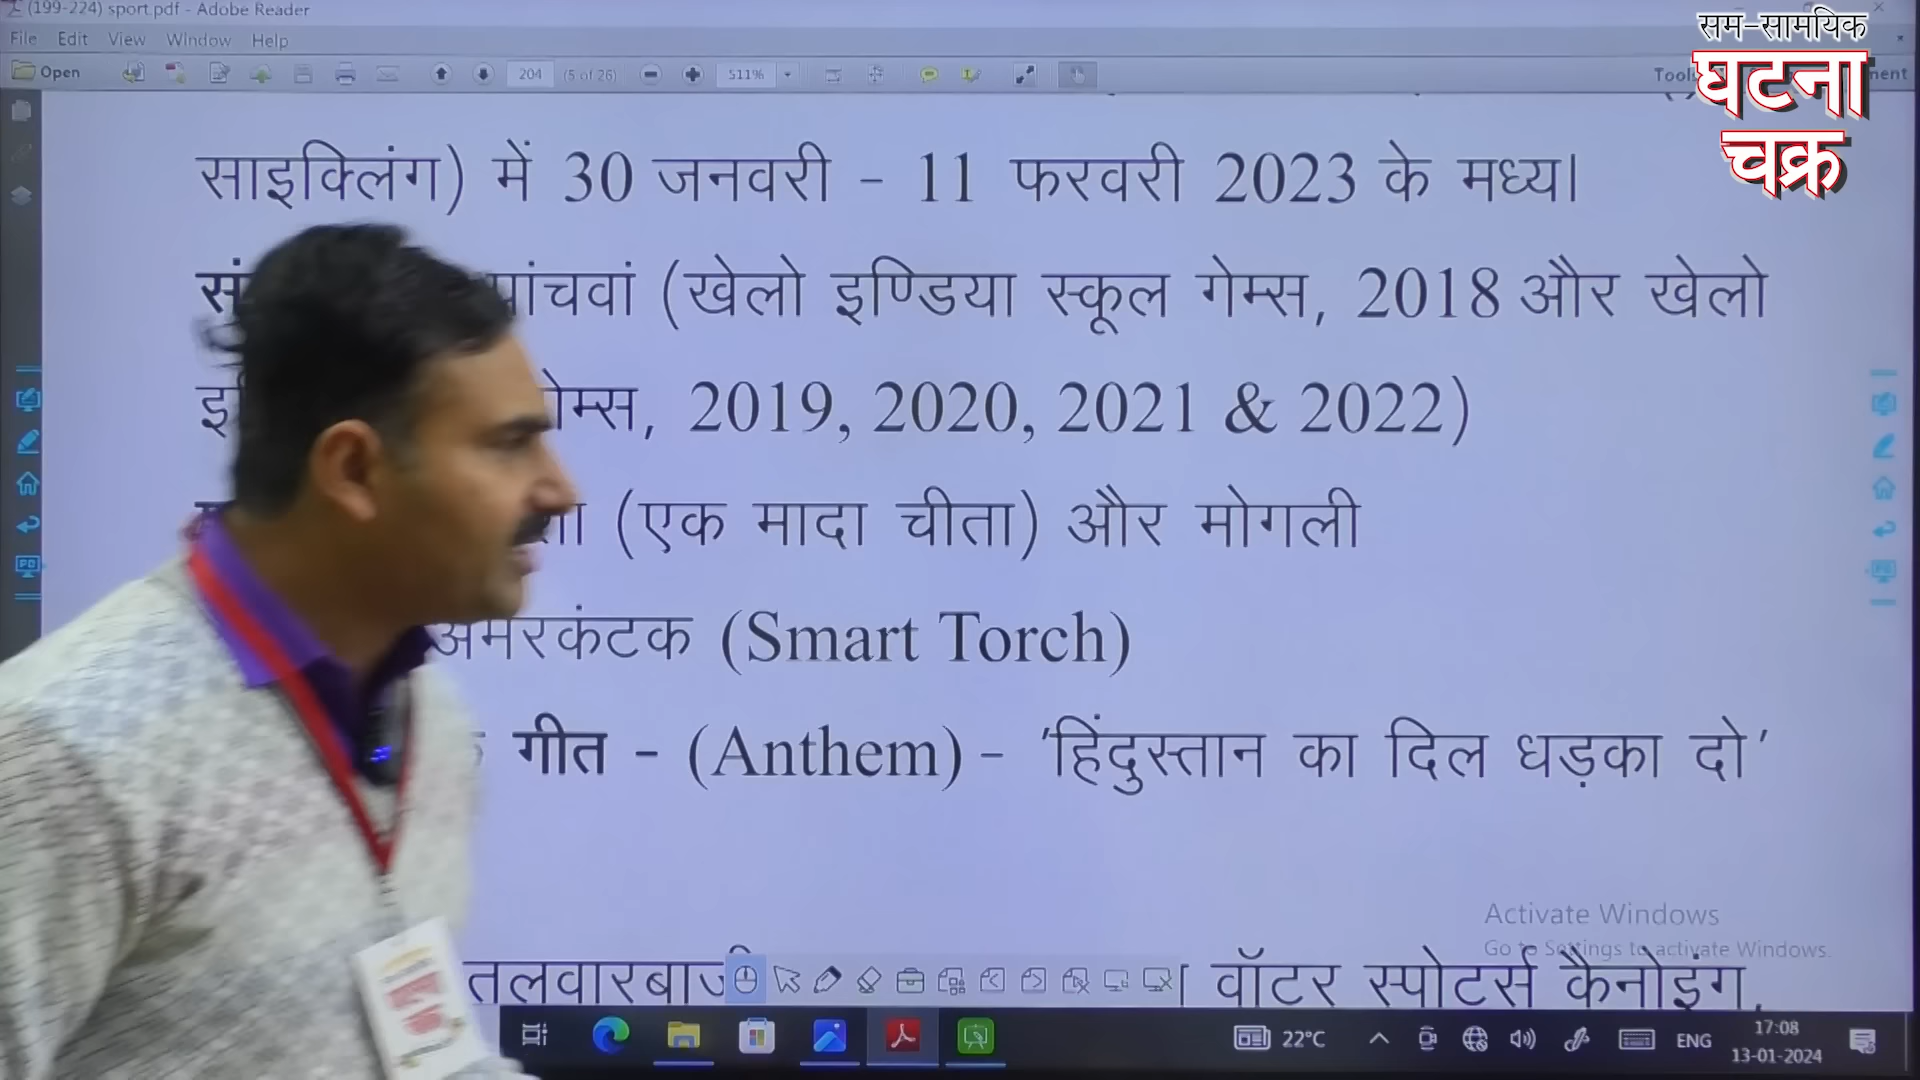 (199-224) sport.pdf - Adobe Reader
File Edit View Window Help
Open 204 (5 of 26) 511%
सम-सामयिक
घटना
चक्र
साइक्लिंग) में 30 जनवरी - 11 फरवरी 2023 के मध्य।
पांचवां (खेलो इण्डिया स्कूल गेम्स, 2018 और खेलो
गेम्स, 2019, 2020, 2021 & 2022)
(एक मादा चीता) और मोगली
अमरकंटक (Smart Torch)
गीत - (Anthem) - 'हिंदुस्तान का दिल धड़का दो'
Activate Windows
Go to Settings to activate Windows.
वॉटर स्पोटर्स कैनोइंग,
22°C ENG 17:08
13-01-2024